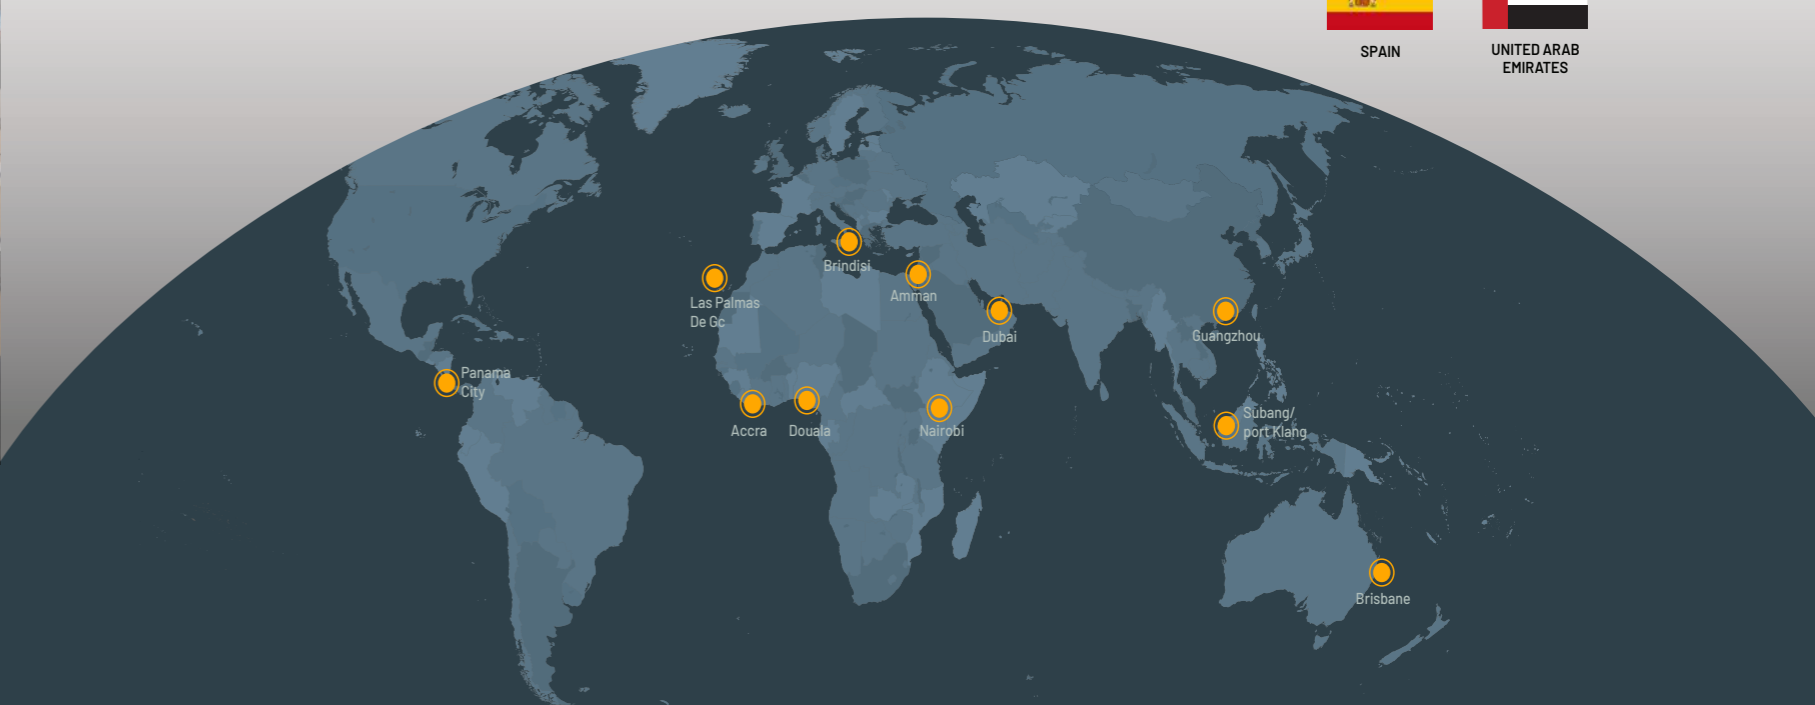 SPAIN
UNITED ARAB
EMIRATES
Brindisi
Amman
Las Palmas
De Gc
Dubai
Guangzhou
Panama
City
Accra
Douala
Nairobi
Subang/
port Klang
Brisbane